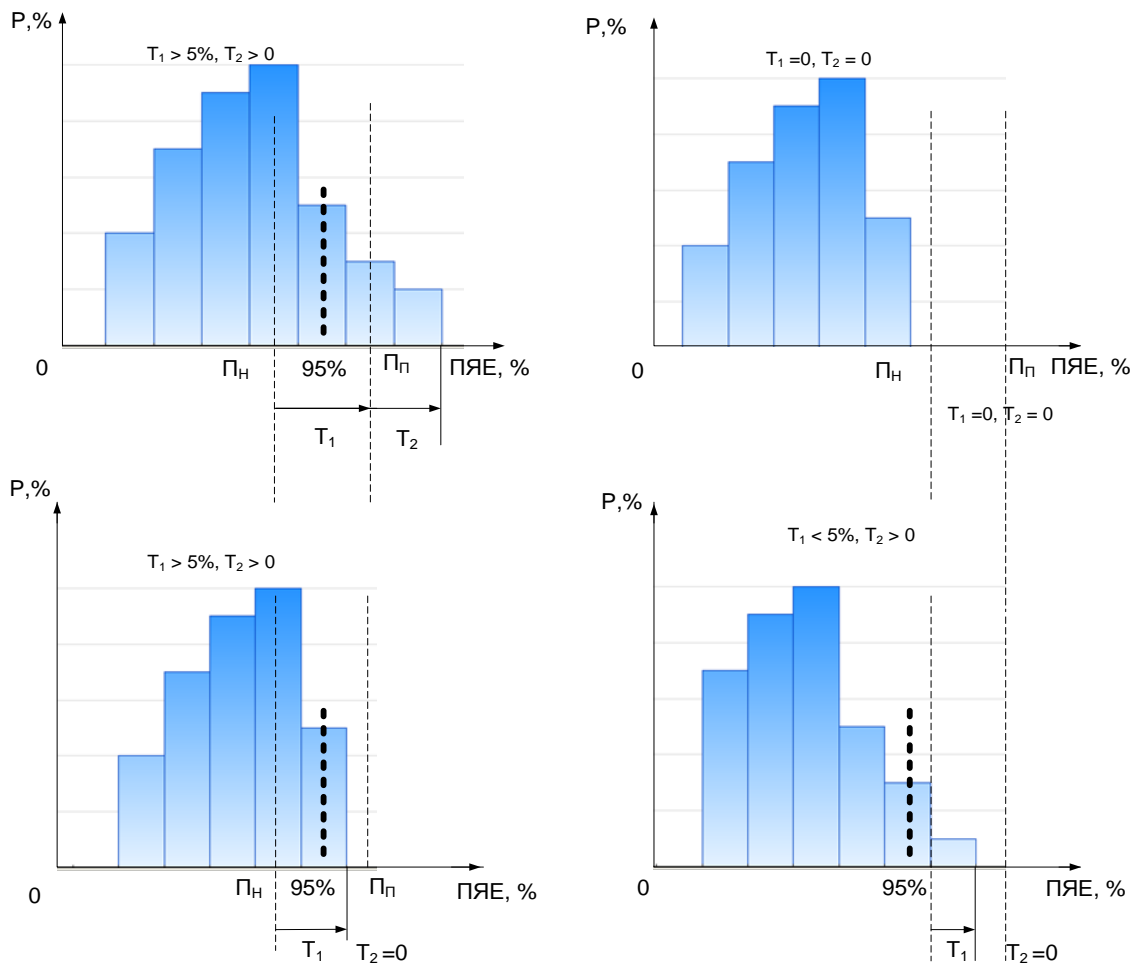 P,%
T₁ > 5%, T₂ > 0
0
Пн 95% Пп ПЯЕ, %
T₁ T₂
P,%
T₁ =0, T₂ = 0
0
Пн Пп ПЯЕ, %
T₁ =0, T₂ = 0
P,%
T₁ > 5%, T₂ > 0
0
Пн 95% Пп ПЯЕ, %
T₁ T₂ =0
P,%
T₁ < 5%, T₂ > 0
0
95% ПЯЕ, %
T₁ T₂ =0